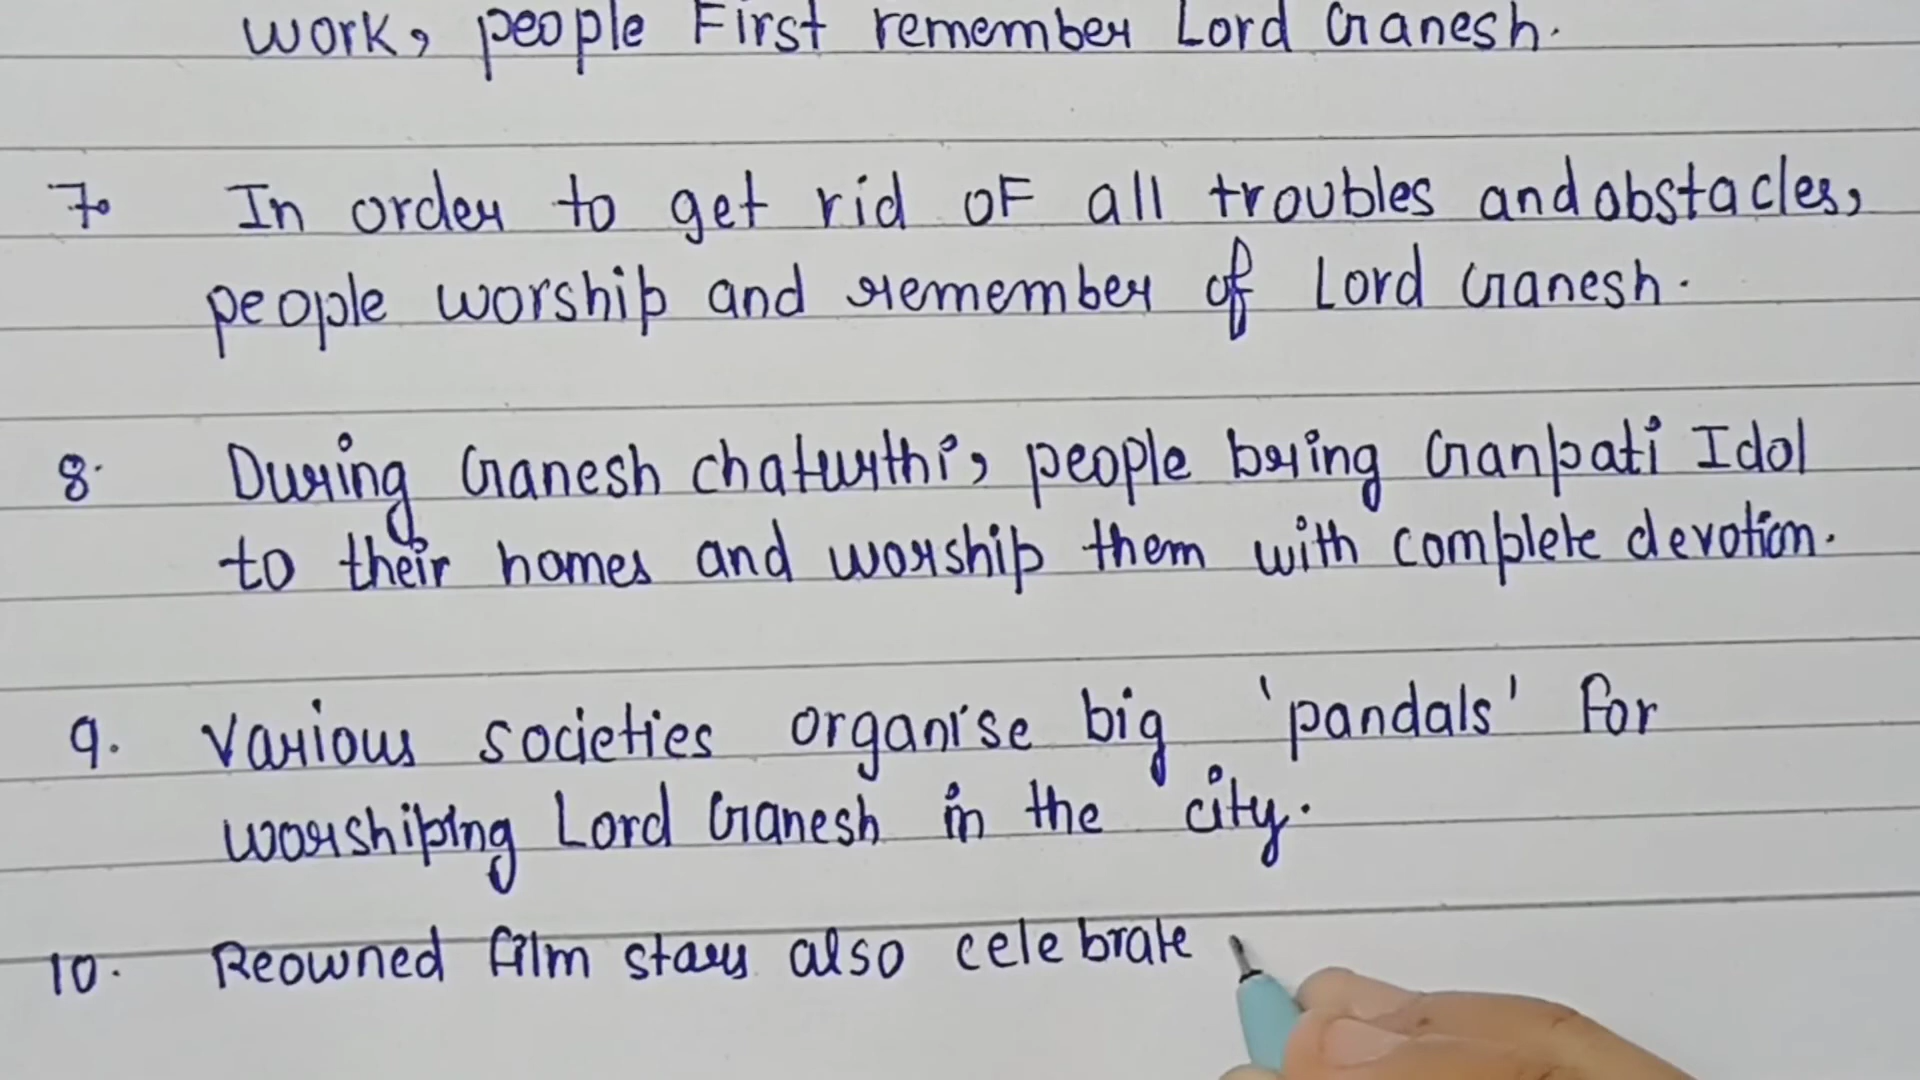 work, people First remember Lord Ganesh.
7. In order to get rid of all troubles and obstacles,
people worship and remember of Lord Ganesh.
8. During Ganesh chaturthi, people bring Ganpati Idol
to their homes and worship them with complete devotion.
9. Various societies organise big 'pandals' For
worshiping Lord Ganesh in the city.
10. Reowned film stars also celebrate